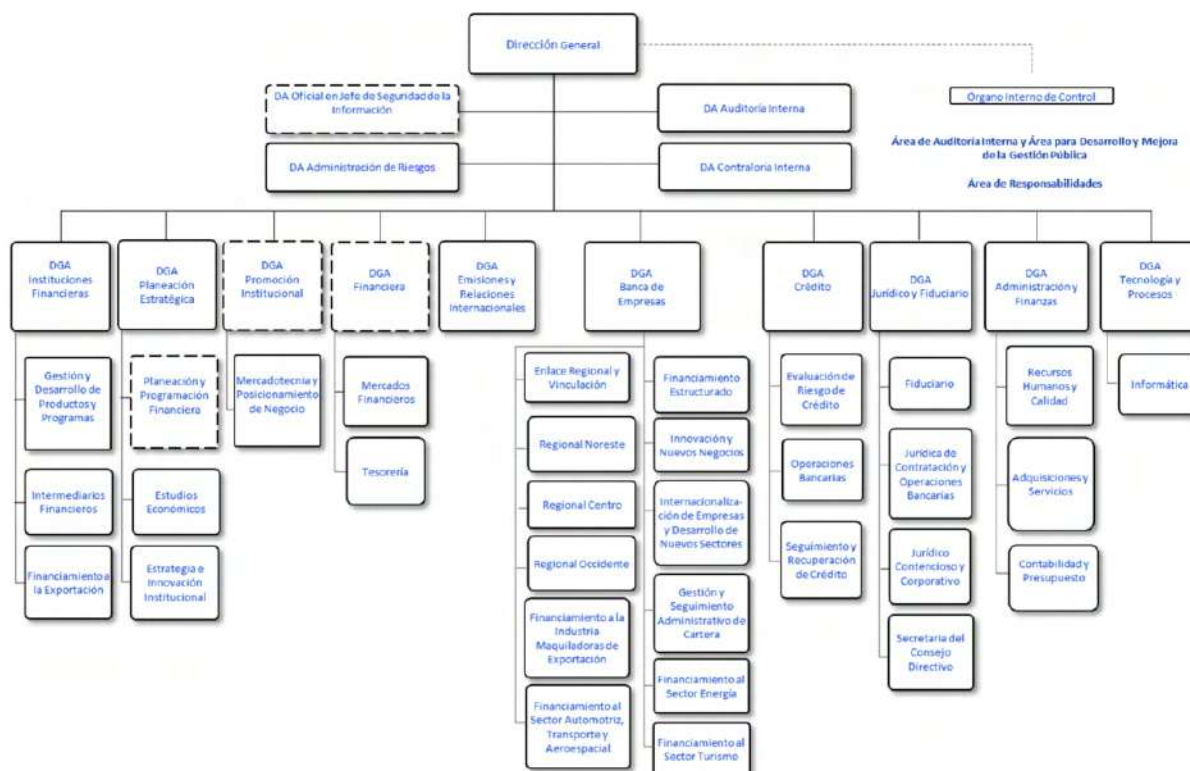 Dirección General
DA Oficial en Jefe de Seguridad de la
Información
DA Auditoría Interna
Órgano Interno de Control
DA Administración de Riesgos
DA Contraloría Interna
Área de Auditoría Interna y Área para Desarrollo y Mejora
de la Gestión Pública
Área de Responsabilidades
DGA
Instituciones
Financieras
DGA
Planeación
Estratégica
DGA
Promoción
Institucional
DGA
Financiera
DGA
Emisiones y
Relaciones
Internacionales
DGA
Banca de
Empresas
DGA
Crédito
DGA
Jurídico y Fiduciario
DGA
Administración y
Finanzas
DGA
Tecnología y
Procesos
Gestión y
Desarrollo de
Productos y
Programas
Intermediarios
Financieros
Financiamiento a
la Exportación
Planeación y
Programación
Financiera
Estudios
Económicos
Estrategia e
Innovación
Institucional
Mercadotecnia y
Posicionamiento
de Negocio
Mercados
Financieros
Tesorería
Enlace Regional y
Vinculación
Regional Noreste
Regional Centro
Regional Occidente
Financiamiento a la
Industria
Maquiladoras de
Exportación
Financiamiento al
Sector Automotriz,
Transporte y
Aeroespacial
Financiamiento
Estructurado
Innovación y
Nuevos Negocios
Internacionaliza-
ción de Empresas
y Desarrollo de
Nuevos Sectores
Gestión y
Seguimiento
Administrativo de
Cartera
Financiamiento al
Sector Energía
Financiamiento al
Sector Turismo
Evaluación de
Riesgo de
Crédito
Operaciones
Bancarias
Seguimiento y
Recuperación
de Crédito
Fiduciario
Jurídica de
Contratación y
Operaciones
Bancarias
Jurídico
Contencioso y
Corporativo
Secretaria del
Consejo
Directivo
Recursos
Humanos y
Calidad
Adquisiciones y
Servicios
Contabilidad y
Presupuesto
Informática